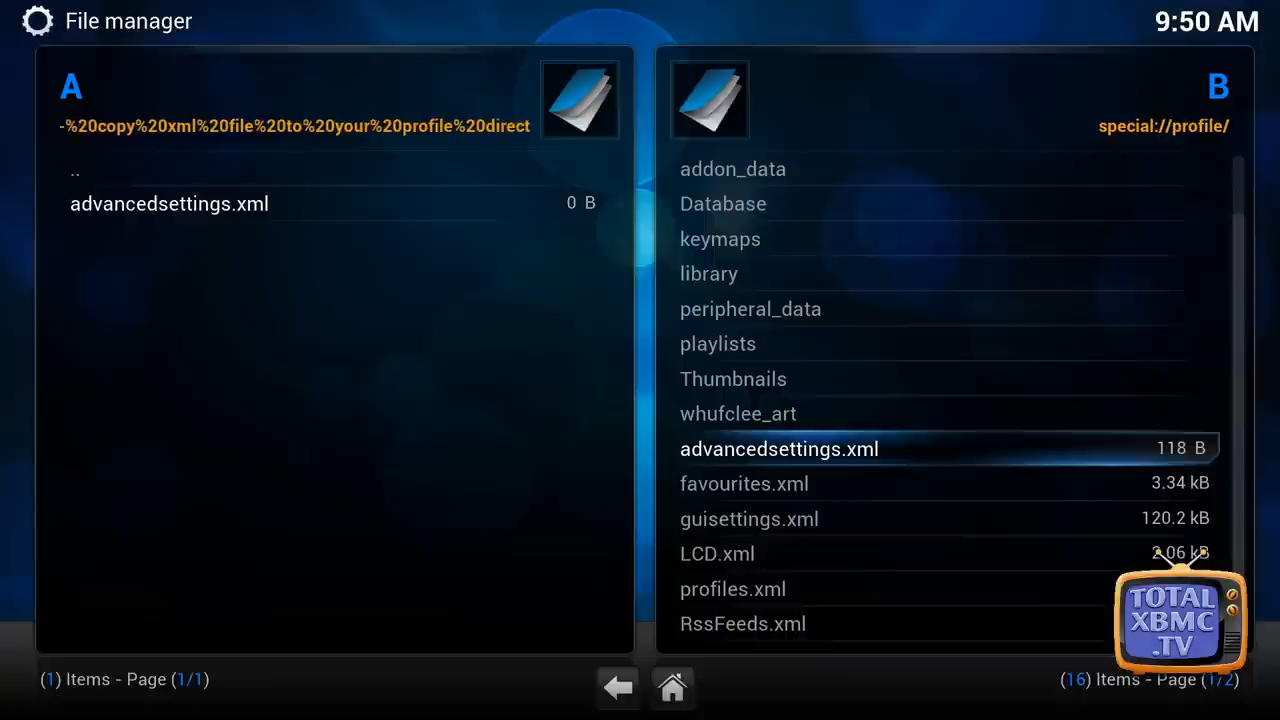 File manager
9:50 AM
A
-%20copy%20xml%20file%20to%20your%20profile%20direct
..
advancedsettings.xml 0 B
(1) Items - Page (1/1)
B
special://profile/
addon_data
Database
keymaps
library
peripheral_data
playlists
Thumbnails
whufclee_art
advancedsettings.xml 118 B
favourites.xml 3.34 kB
guisettings.xml 120.2 kB
LCD.xml 2.06 kB
profiles.xml
RssFeeds.xml
(16) Items - Page (1/2)
TOTAL
XBMC
.TV